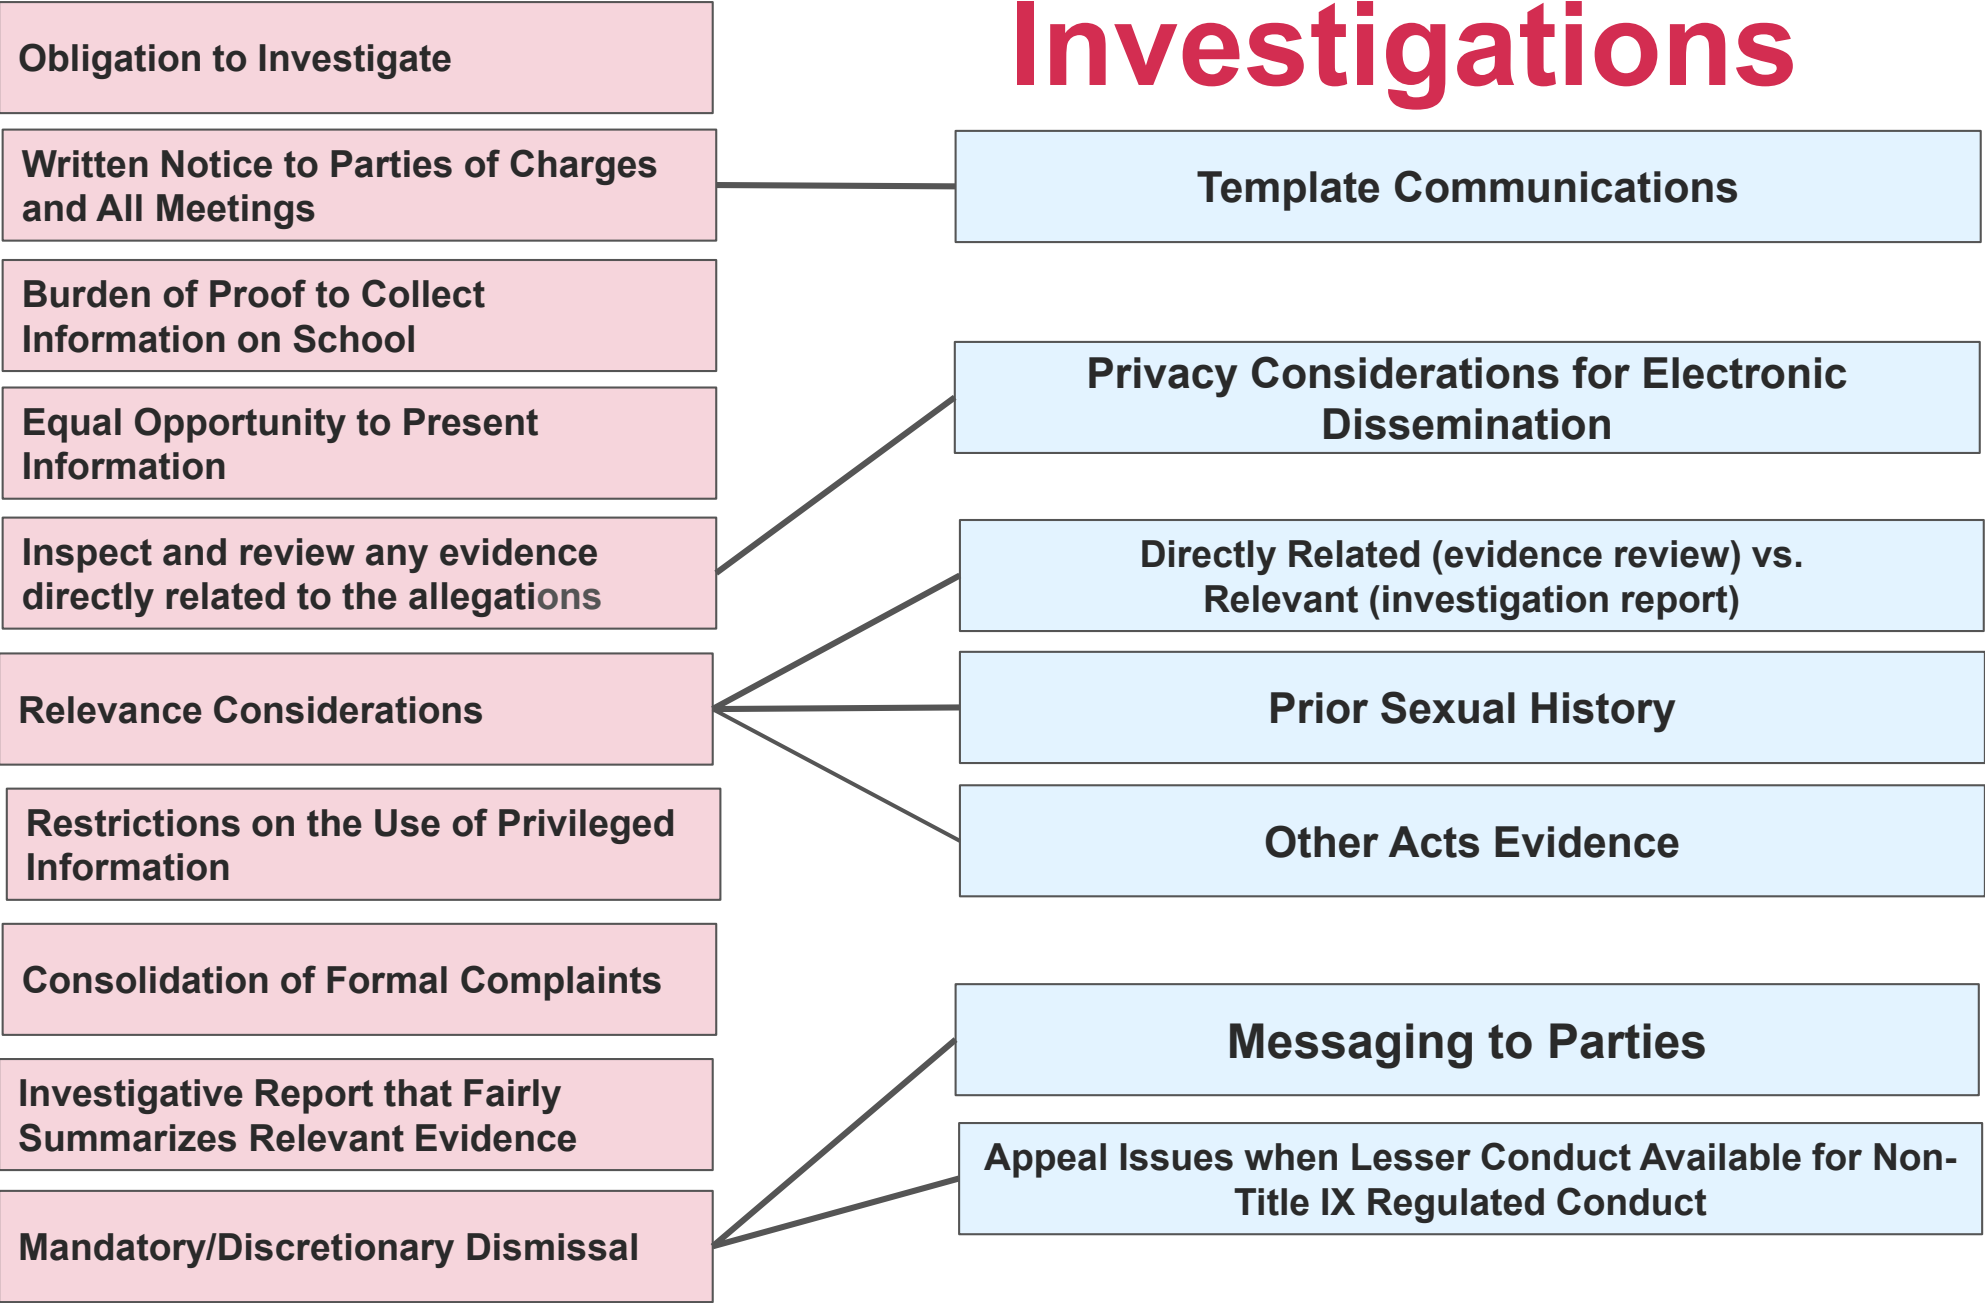 Investigations
Obligation to Investigate
Written Notice to Parties of Charges
and All Meetings
Template Communications
Burden of Proof to Collect
Information on School
Privacy Considerations for Electronic
Dissemination
Equal Opportunity to Present
Information
Inspect and review any evidence
directly related to the allegations
Directly Related (evidence review) vs.
Relevant (investigation report)
Relevance Considerations
Prior Sexual History
Restrictions on the Use of Privileged
Information
Other Acts Evidence
Consolidation of Formal Complaints
Messaging to Parties
Investigative Report that Fairly
Summarizes Relevant Evidence
Appeal Issues when Lesser Conduct Available for Non-
Title IX Regulated Conduct
Mandatory/Discretionary Dismissal